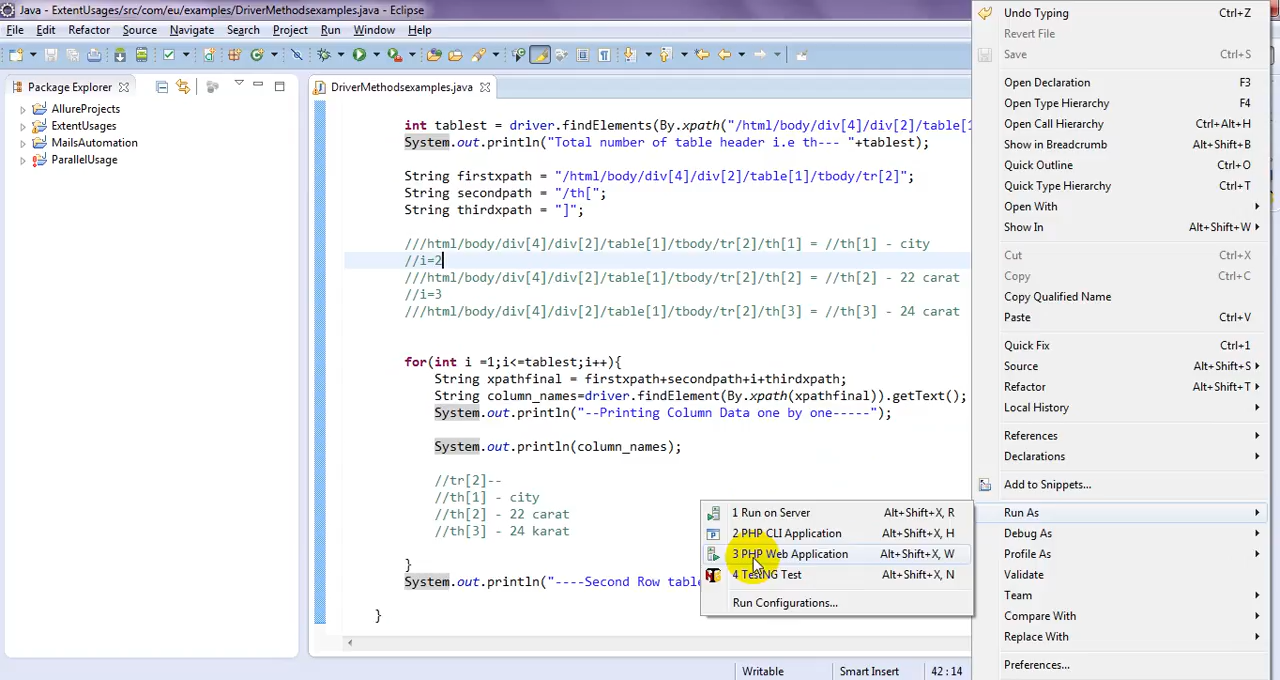 Java - ExtentUsages/src/com/eu/examples/DriverMethodsexamples.java - Eclipse
File Edit Refactor Source Navigate Search Project Run Window Help
Package Explorer
AllureProjects
ExtentUsages
MailsAutomation
ParallelUsage
DriverMethodsexamples.java
int tablest = driver.findElements(By.xpath("/html/body/div[4]/div[2]/table[1
System.out.println("Total number of table header i.e th--- "+tablest);
String firstxpath = "/html/body/div[4]/div[2]/table[1]/tbody/tr[2]";
String secondpath = "/th[";
String thirdxpath = "]";
///html/body/div[4]/div[2]/table[1]/tbody/tr[2]/th[1] = //th[1] - city
//i=2
///html/body/div[4]/div[2]/table[1]/tbody/tr[2]/th[2] = //th[2] - 22 carat
//i=3
///html/body/div[4]/div[2]/table[1]/tbody/tr[2]/th[3] = //th[3] - 24 carat
for(int i =1;i<=tablest;i++){
String xpathfinal = firstxpath+secondpath+i+thirdxpath;
String column_names=driver.findElement(By.xpath(xpathfinal)).getText();
System.out.println("--Printing Column Data one by one-----");
System.out.println(column_names);
//tr[2]--
//th[1] - city
//th[2] - 22 carat
//th[3] - 24 karat
}
System.out.println("----Second Row table
}
Writable Smart Insert 42:14
Undo Typing Ctrl+Z
Revert File
Save Ctrl+S
Open Declaration F3
Open Type Hierarchy F4
Open Call Hierarchy Ctrl+Alt+H
Show in Breadcrumb Alt+Shift+B
Quick Outline Ctrl+O
Quick Type Hierarchy Ctrl+T
Open With
Show In Alt+Shift+W
Cut Ctrl+X
Copy Ctrl+C
Copy Qualified Name
Paste Ctrl+V
Quick Fix Ctrl+1
Source Alt+Shift+S
Refactor Alt+Shift+T
Local History
References
Declarations
Add to Snippets...
Run As
Debug As
Profile As
Validate
Team
Compare With
Replace With
Preferences...
1 Run on Server Alt+Shift+X, R
2 PHP CLI Application Alt+Shift+X, H
3 PHP Web Application Alt+Shift+X, W
4 TestNG Test Alt+Shift+X, N
Run Configurations...